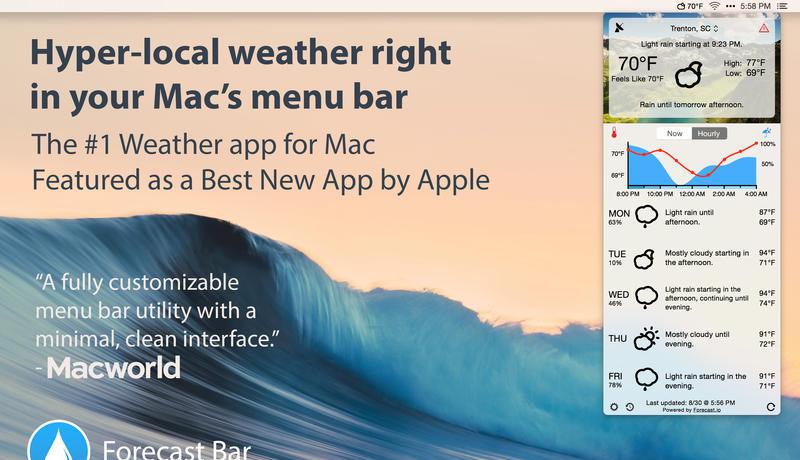 70°F ••• 5:58 PM
Hyper-local weather right
in your Mac's menu bar
The #1 Weather app for Mac
Featured as a Best New App by Apple
“A fully customizable
menu bar utility with a
minimal, clean interface.”
- Macworld
Forecast Bar
Trenton, SC
Light rain starting at 9:23 PM.
70°F
Feels Like 70°F
High: 77°F
Low: 69°F
Rain until tomorrow afternoon.
Now Hourly
70°F
69°F
100%
50%
8:00 PM 10:00 PM 12:00 AM 2:00 AM 4:00 AM
MON
63%
Light rain until
afternoon.
87°F
69°F
TUE
10%
Mostly cloudy starting in
the afternoon.
94°F
71°F
WED
46%
Light rain starting in the
afternoon, continuing until
evening.
94°F
74°F
THU
Mostly cloudy until
evening.
91°F
72°F
FRI
78%
Light rain starting in the
evening.
91°F
71°F
Last updated: 8/30 @ 5:56 PM
Powered by Forecast.io